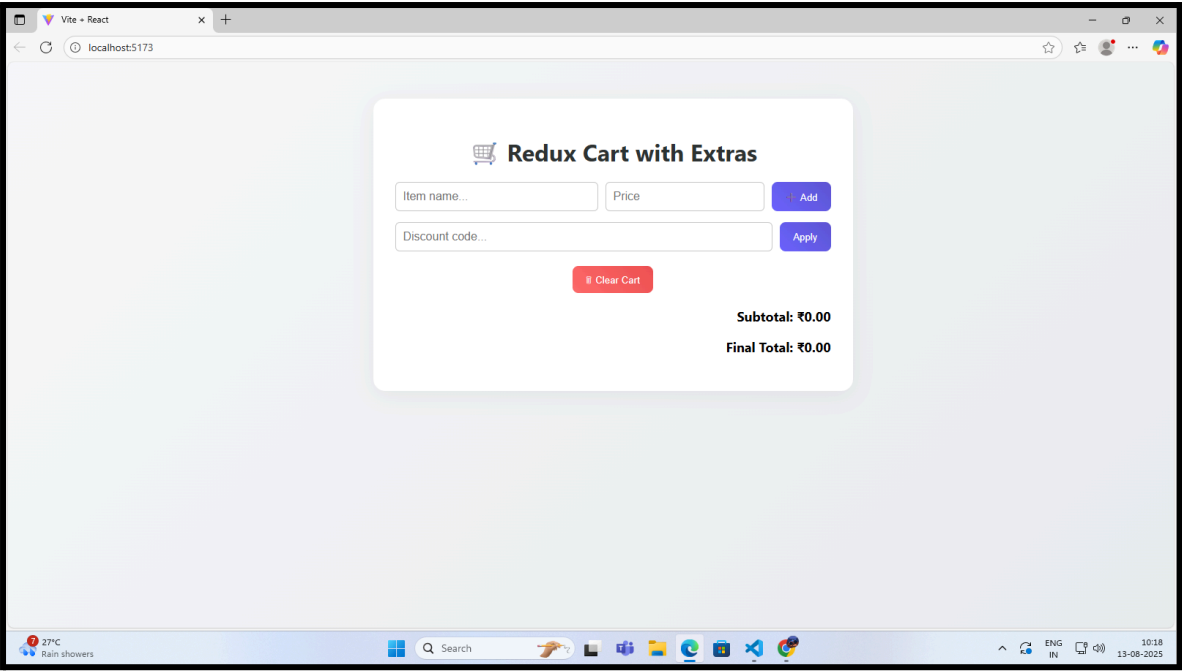 Vite + React
localhost:5173
🛒 Redux Cart with Extras
Item name...
Price
➕ Add
Discount code...
Apply
Clear Cart
Subtotal: ₹0.00
Final Total: ₹0.00
7
27°C
Rain showers
Search
ENG
IN
10:18
13-08-2025